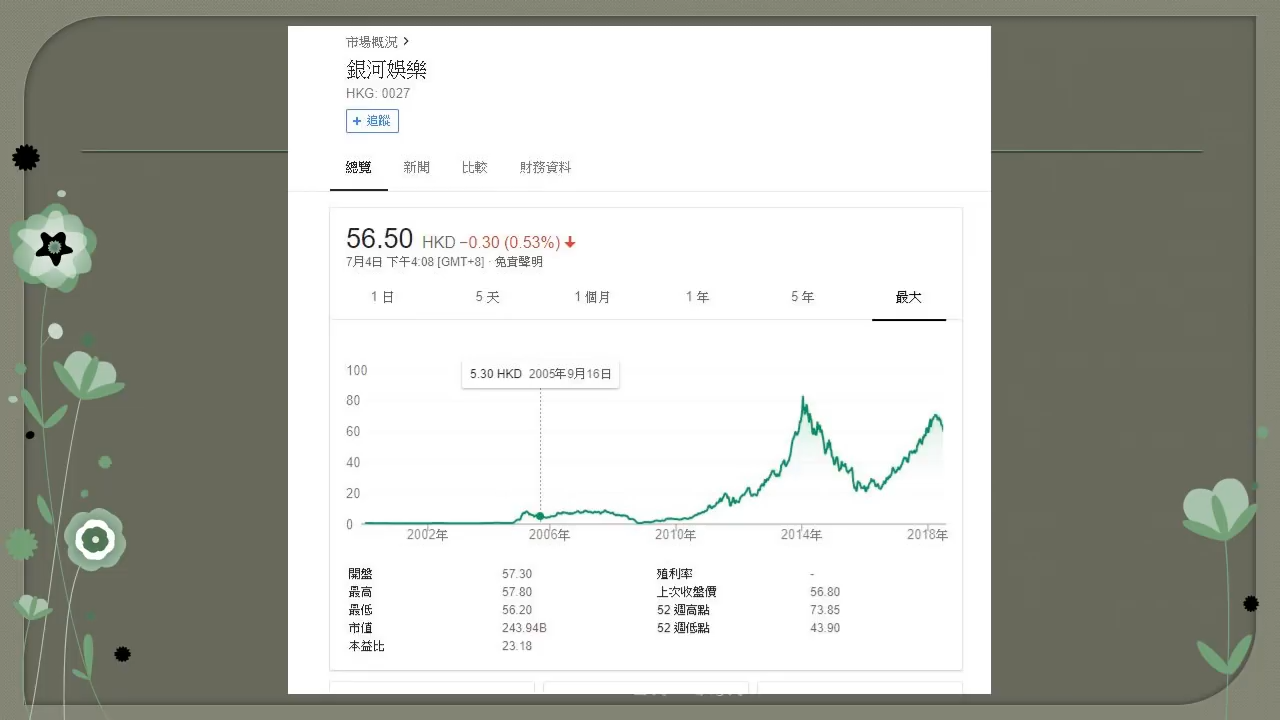 市場概況 >
銀河娛樂
HKG: 0027
+ 追蹤
總覽 新聞 比較 財務資料
56.50 HKD −0.30 (0.53%)
7月4日 下午4:08 [GMT+8] · 免責聲明
1 日 5 天 1 個月 1 年 5 年 最大
5.30 HKD 2005年9月16日
100
80
60
40
20
0
2002年 2006年 2010年 2014年 2018年
開盤 57.30 殖利率 -
最高 57.80 上次收盤價 56.80
最低 56.20 52 週高點 73.85
市值 243.94B 52 週低點 43.90
本益比 23.18